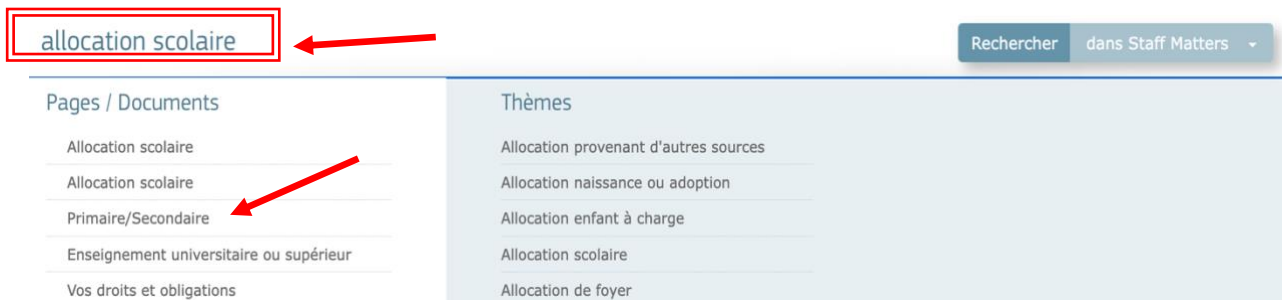 allocation scolaire
Rechercher dans Staff Matters
Pages / Documents
Allocation scolaire
Allocation scolaire
Primaire/Secondaire
Enseignement universitaire ou supérieur
Vos droits et obligations
Thèmes
Allocation provenant d'autres sources
Allocation naissance ou adoption
Allocation enfant à charge
Allocation scolaire
Allocation de foyer